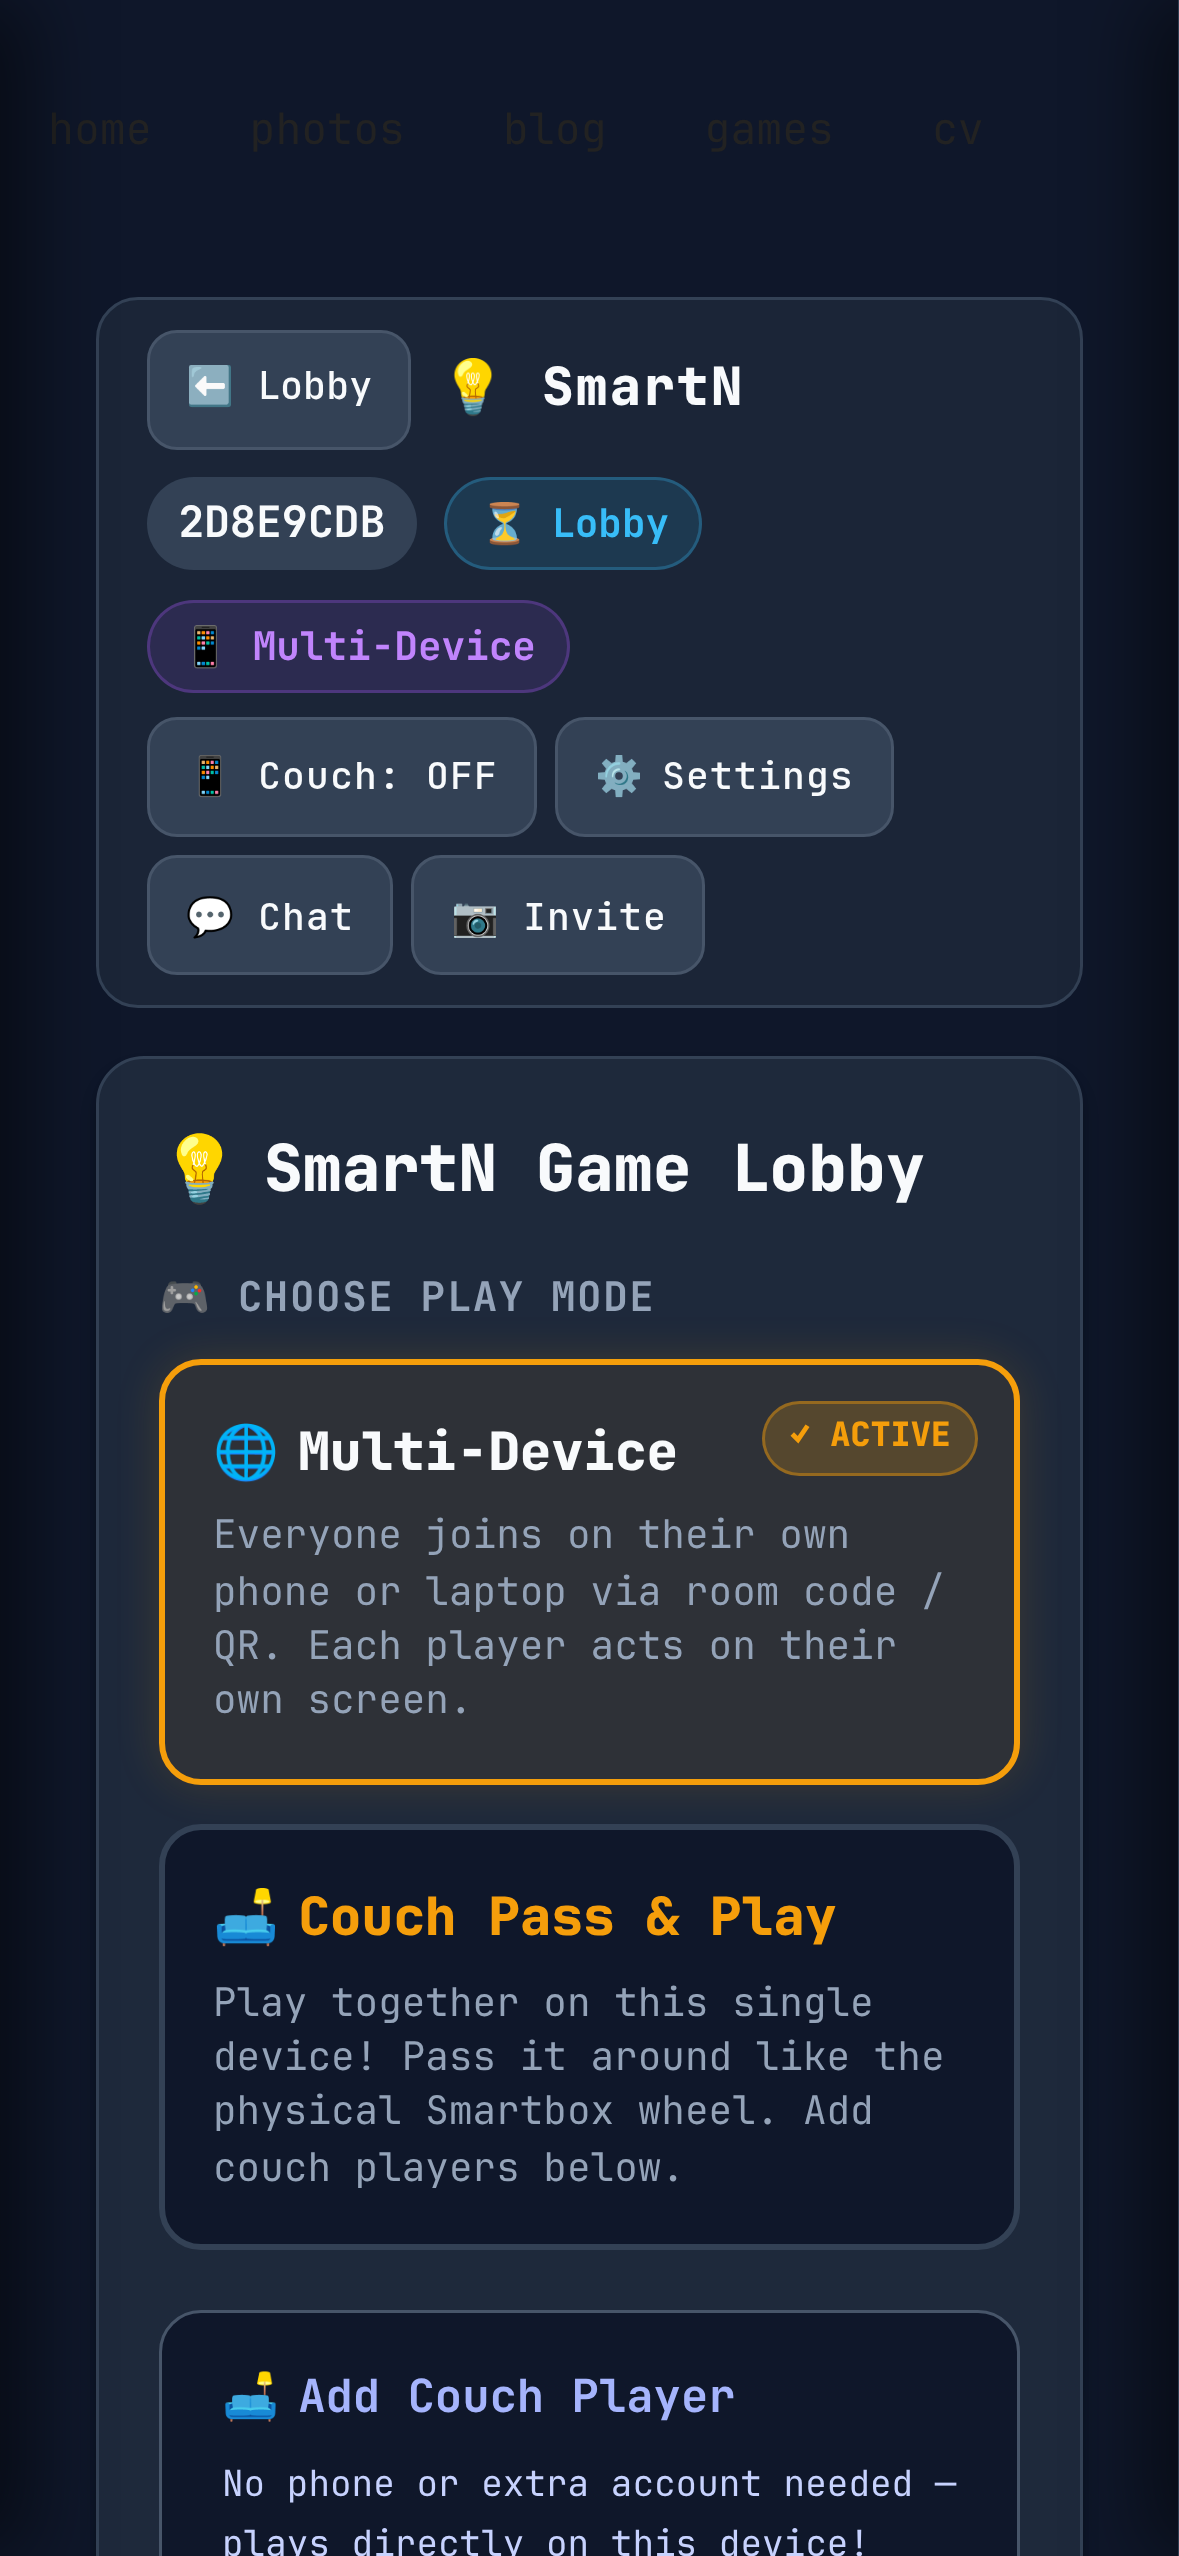 home photos blog games cv
⬅️ Lobby 💡 SmartN
2D8E9CDB ⏳ Lobby
📱 Multi-Device
📱 Couch: OFF ⚙️ Settings
💬 Chat 📷 Invite
💡 SmartN Game Lobby
🎮 CHOOSE PLAY MODE
🌐 Multi-Device ✓ ACTIVE
Everyone joins on their own
phone or laptop via room code /
QR. Each player acts on their
own screen.
🛋️ Couch Pass & Play
Play together on this single
device! Pass it around like the
physical Smartbox wheel. Add
couch players below.
🛋️ Add Couch Player
No phone or extra account needed —
plays directly on this device!